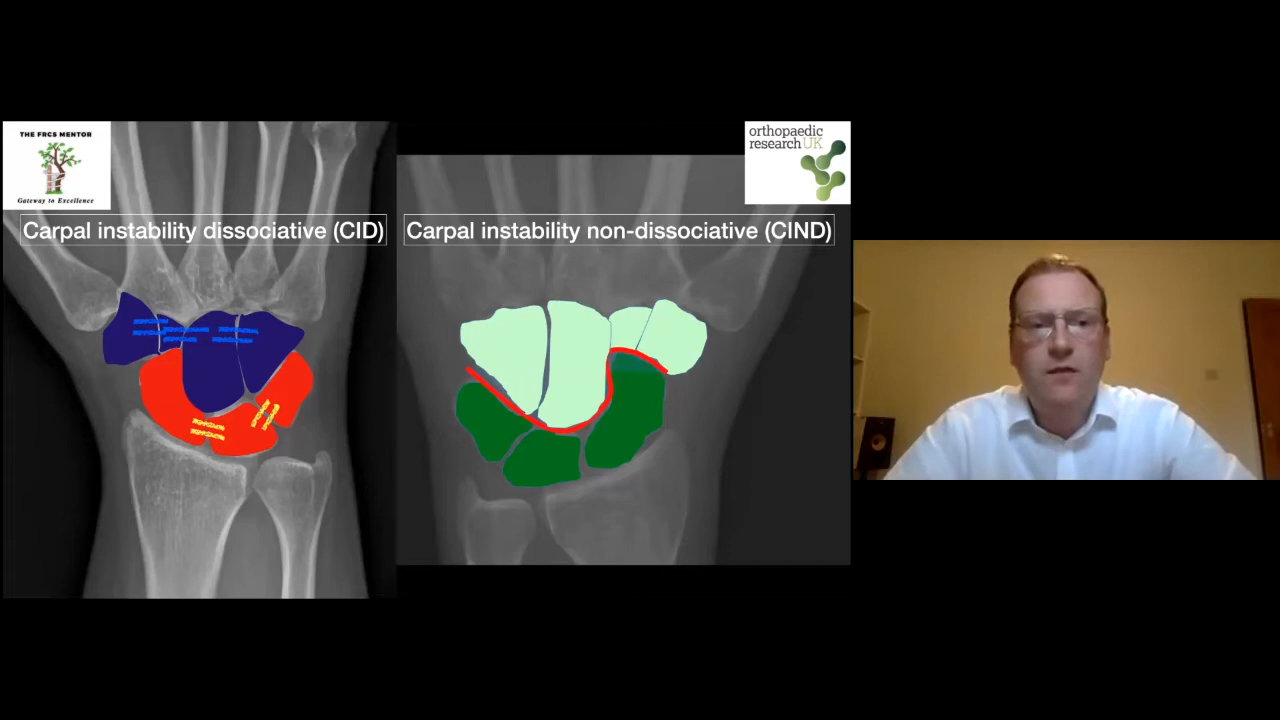 THE FRCS MENTOR
Gateway to Excellence
orthopaedic
research UK
Carpal instability dissociative (CID)
Carpal instability non-dissociative (CIND)